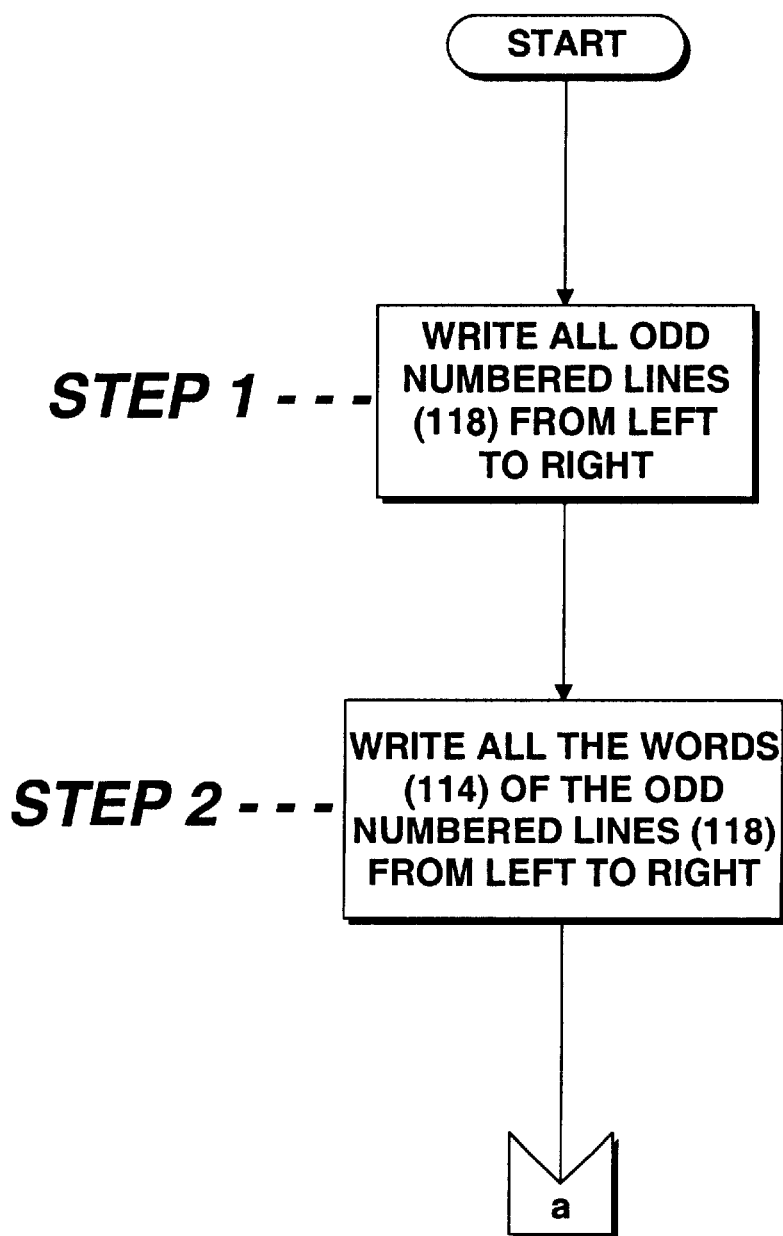 START
WRITE ALL ODD
NUMBERED LINES
(118) FROM LEFT
TO RIGHT
STEP 1 - - -
WRITE ALL THE WORDS
(114) OF THE ODD
NUMBERED LINES (118)
FROM LEFT TO RIGHT
STEP 2 - - -
a